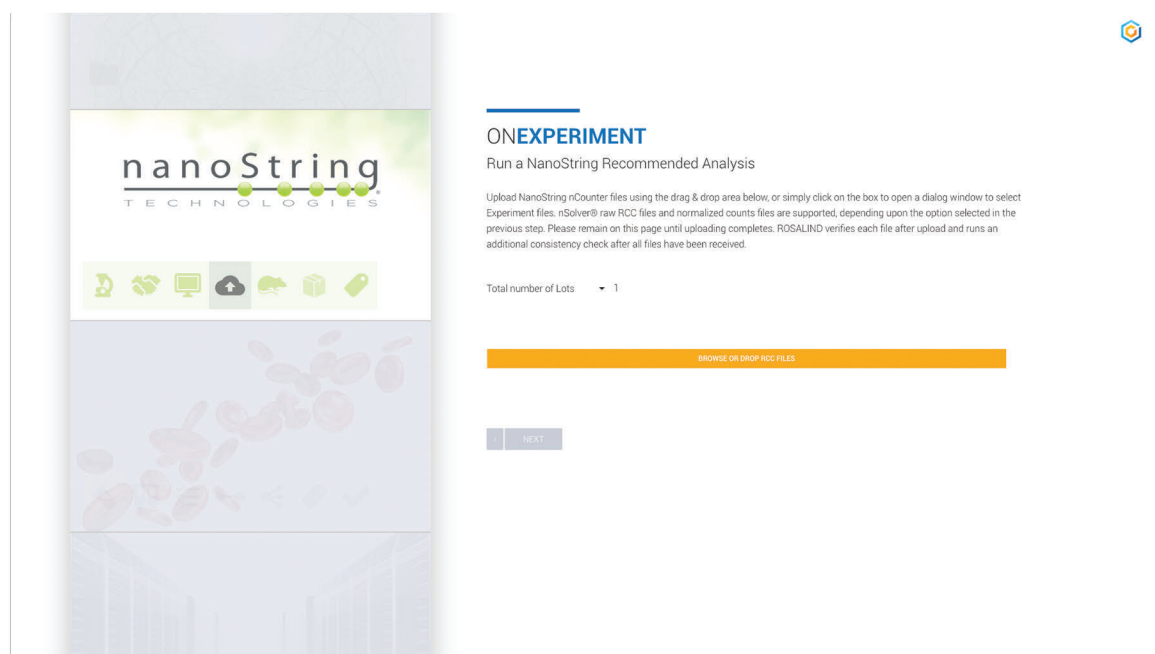 nanoString
TECHNOLOGIES
®
ONEXPERIMENT
Run a NanoString Recommended Analysis
Upload NanoString nCounter files using the drag & drop area below, or simply click on the box to open a dialog window to select
Experiment files. nSolver® raw RCC files and normalized counts files are supported, depending upon the option selected in the
previous step. Please remain on this page until uploading completes. ROSALIND verifies each file after upload and runs an
additional consistency check after all files have been received.
Total number of Lots 1
BROWSE OR DROP RCC FILES
‹ NEXT